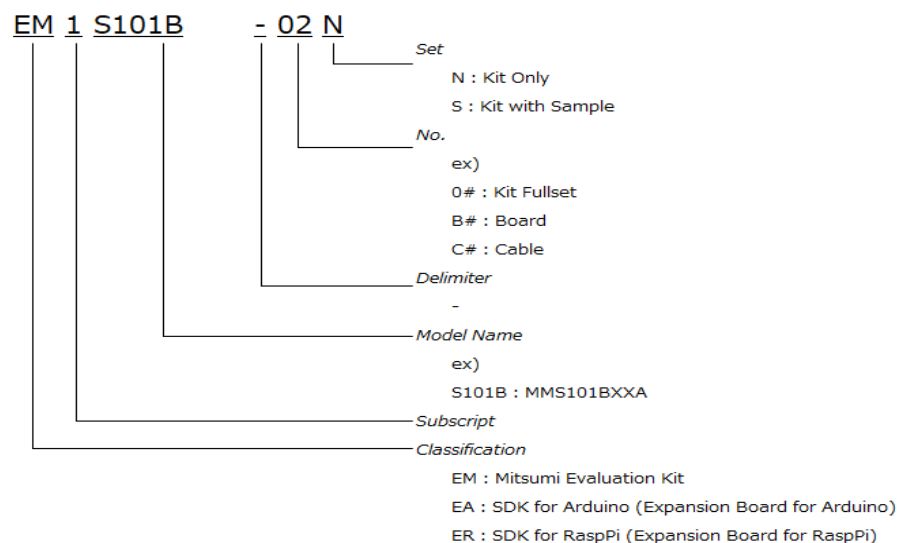 EM 1 S101B - 02 N
Set
N : Kit Only
S : Kit with Sample
No.
ex)
0# : Kit Fullset
B# : Board
C# : Cable
Delimiter
-
Model Name
ex)
S101B : MMS101BXXA
Subscript
Classification
EM : Mitsumi Evaluation Kit
EA : SDK for Arduino (Expansion Board for Arduino)
ER : SDK for RaspPi (Expansion Board for RaspPi)